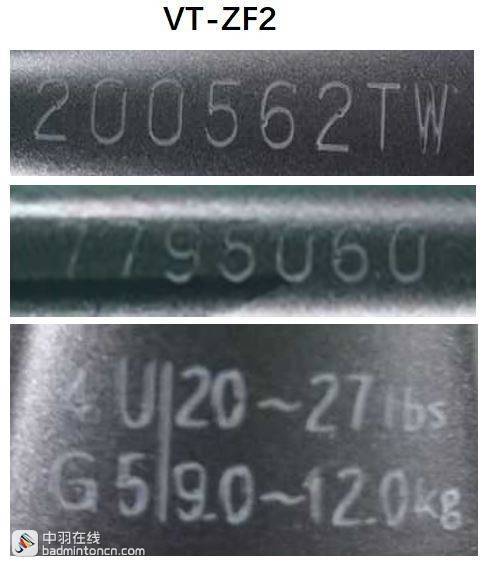 VT-ZF2
200562TW
7795060
4U 20~27lbs
G5 9.0~12.0kg
中羽在线
badmintoncn.com